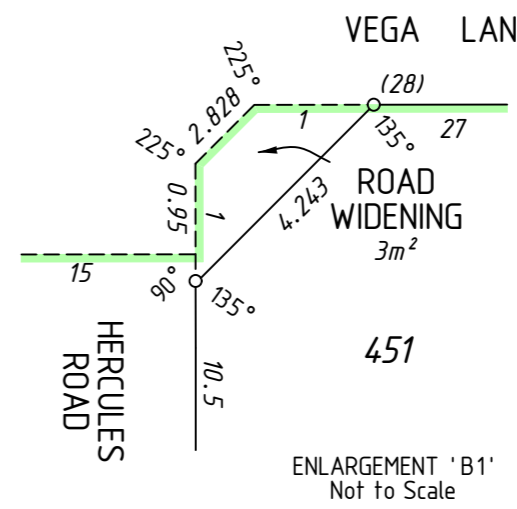 VEGA LAN
225°
(28)
2.828
1
135°
27
225°
0.95
1
4.243
ROAD
WIDENING
3m²
15
90°
135°
HERCULES
ROAD
10.5
451
ENLARGEMENT 'B1'
Not to Scale